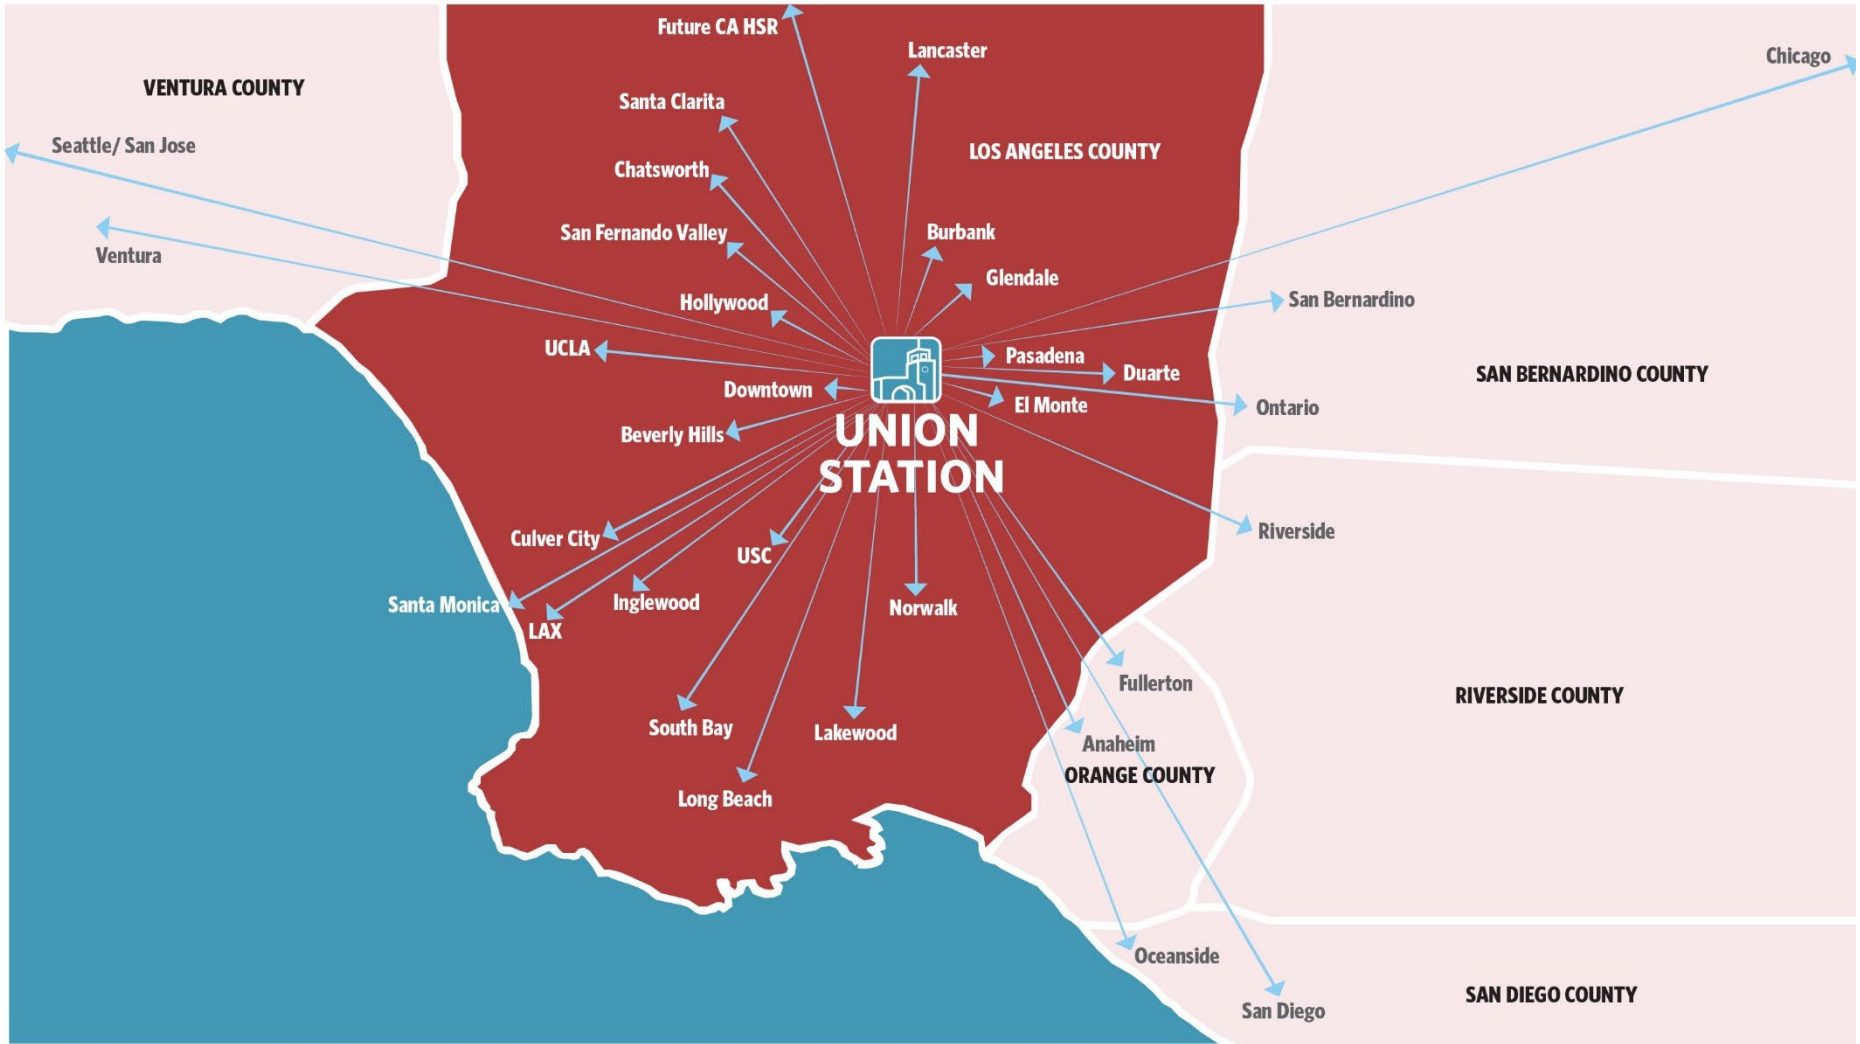 Future CA HSR
Lancaster
Chicago
VENTURA COUNTY
Santa Clarita
Seattle/ San Jose
LOS ANGELES COUNTY
Chatsworth
San Fernando Valley
Burbank
Ventura
Glendale
Hollywood
San Bernardino
UCLA
Pasadena
Duarte
SAN BERNARDINO COUNTY
Downtown
El Monte
Ontario
Beverly Hills
UNION
STATION
Culver City
Riverside
USC
Santa Monica
Inglewood
Norwalk
LAX
Fullerton
RIVERSIDE COUNTY
South Bay
Lakewood
Anaheim
ORANGE COUNTY
Long Beach
Oceanside
SAN DIEGO COUNTY
San Diego